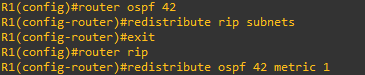 R1(config)#router ospf 42
R1(config-router)#redistribute rip subnets
R1(config-router)#exit
R1(config)#router rip
R1(config-router)#redistribute ospf 42 metric 1